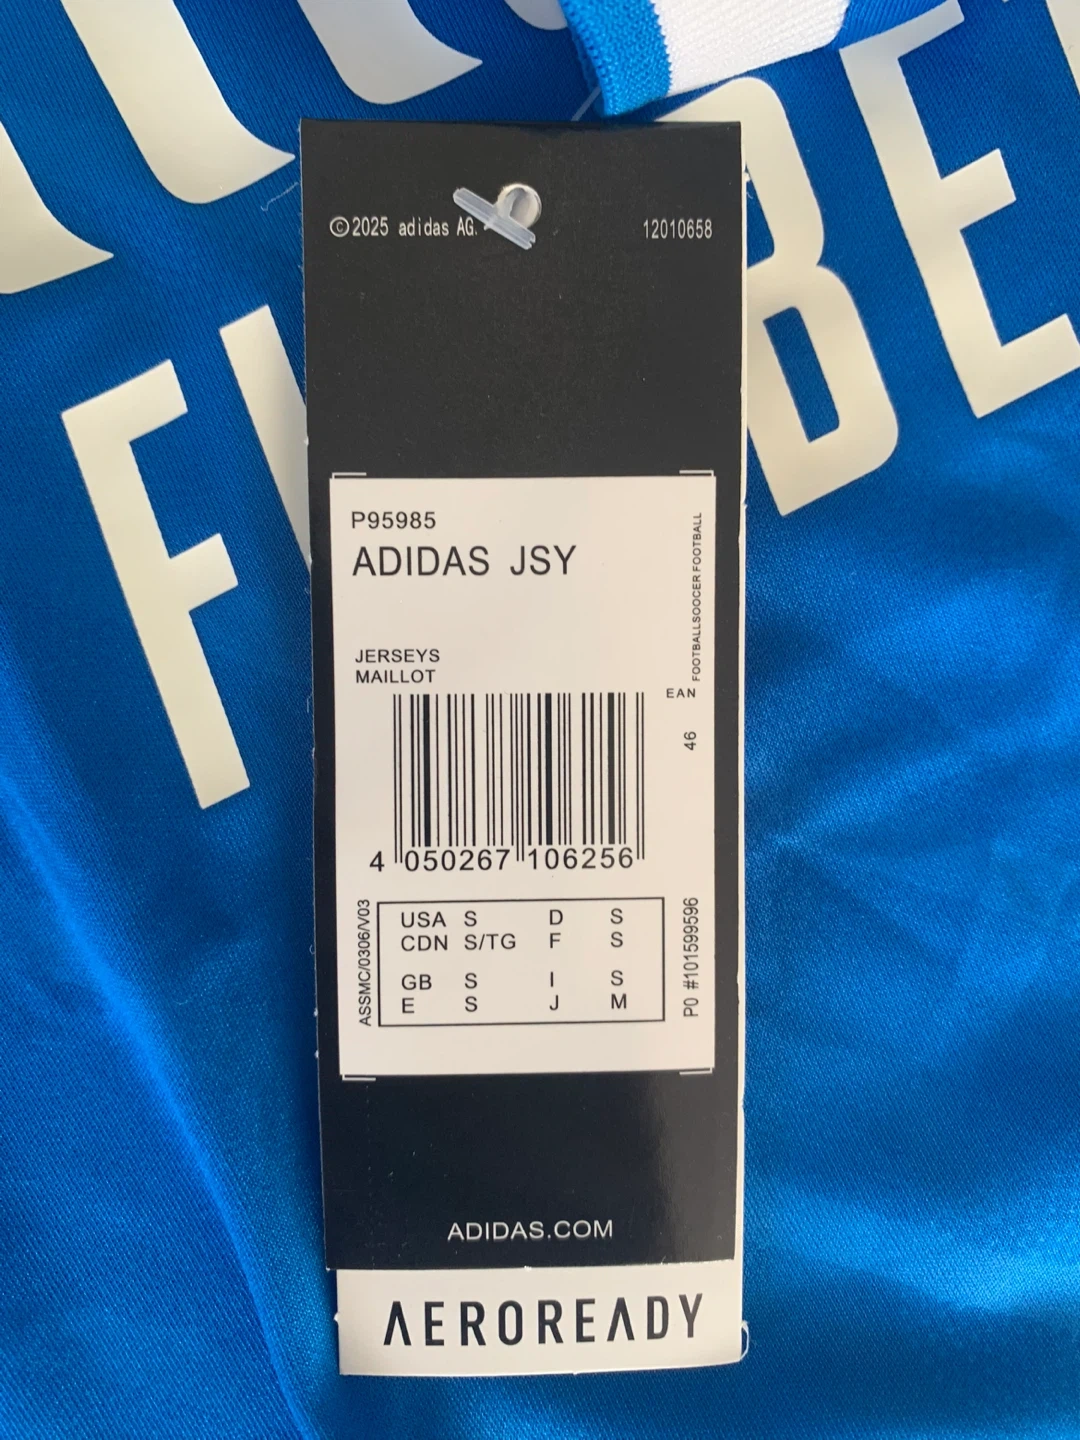 ©2025 adidas AG.
12010658
P95985
ADIDAS JSY
FOOTBALLSOOCER FOOTBALL
JERSEYS
MAILLOT
EAN
46
4 050267 106256
ASSMC/0306/V03
USA S D S
CDN S/TG F S
GB S I S
E S J M
PO #101599596
ADIDAS.COM
AEROREADY